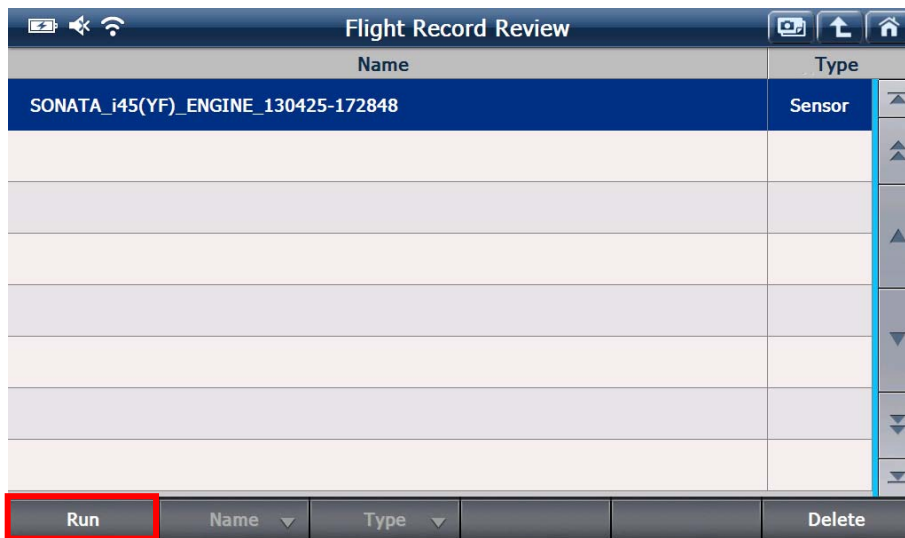 Flight Record Review
Name Type
SONATA_i45(YF)_ENGINE_130425-172848 Sensor
Run Name Type Delete